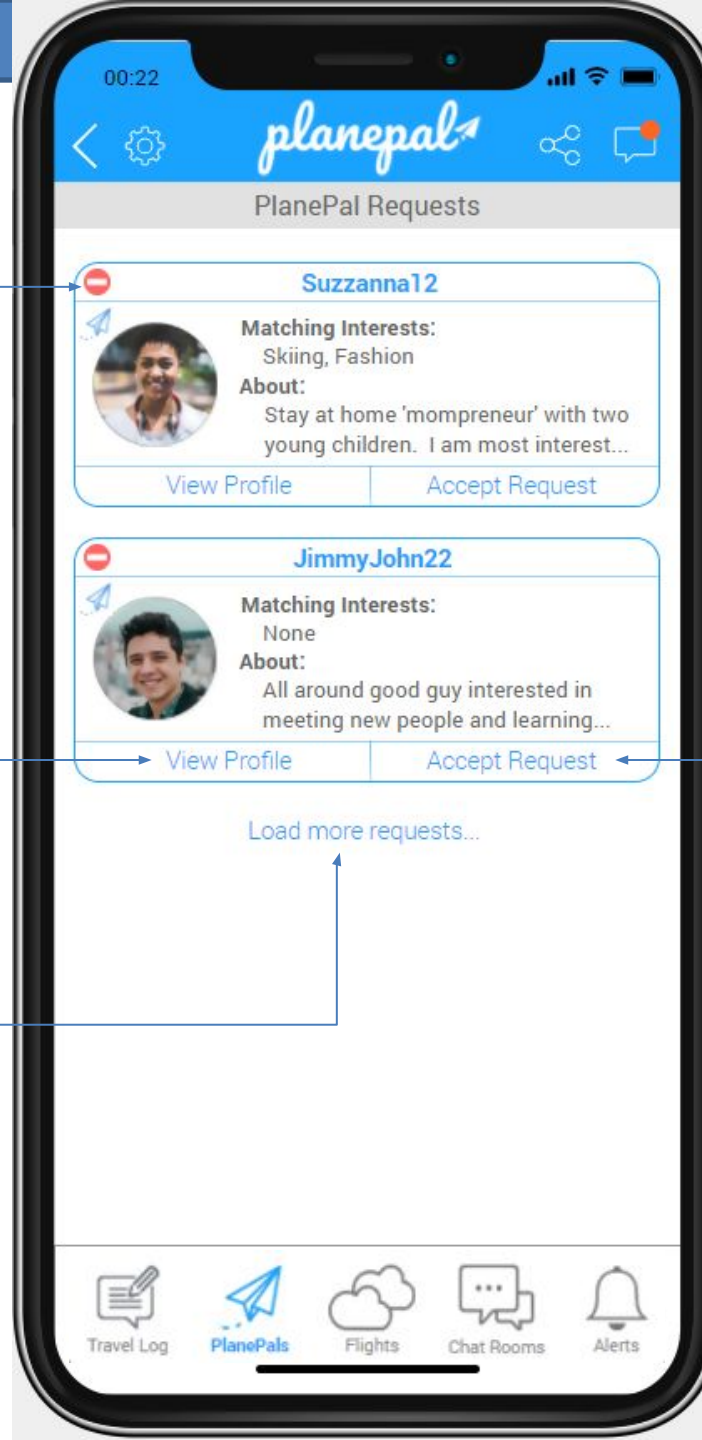 00:22
planepal
PlanePal Requests
Suzzanna12
Matching Interests:
Skiing, Fashion
About:
Stay at home 'mompreneur' with two
young children. I am most interest...
View Profile
Accept Request
JimmyJohn22
Matching Interests:
None
About:
All around good guy interested in
meeting new people and learning...
View Profile
Accept Request
Load more requests...
Travel Log
PlanePals
Flights
Chat Rooms
Alerts